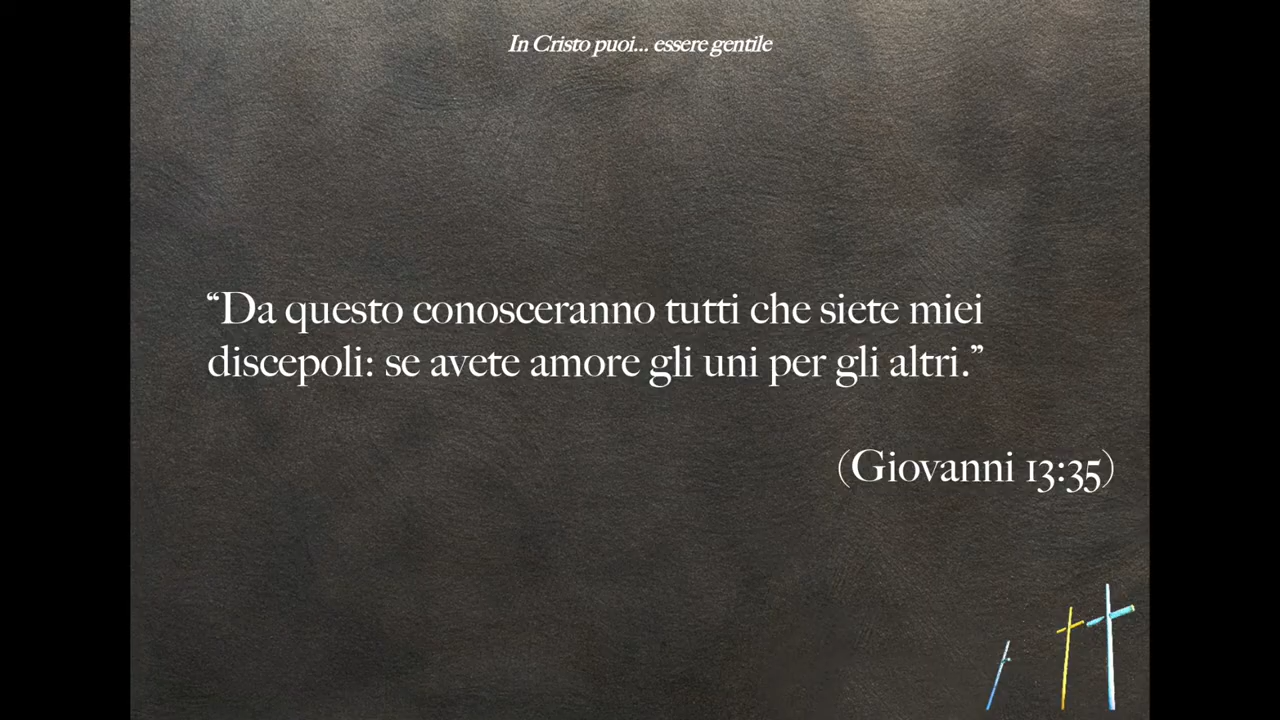 In Cristo puoi... essere gentile
“Da questo conosceranno tutti che siete miei
discepoli: se avete amore gli uni per gli altri.”
(Giovanni 13:35)